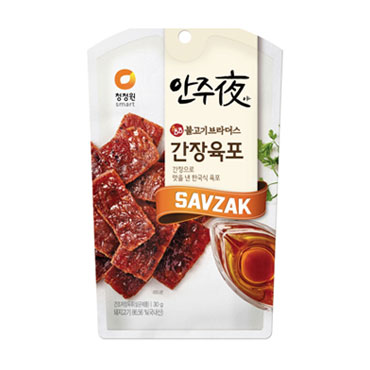 청정원
smart
안주夜
야
불고기브라더스
간장육포
간장으로
맛을 낸 한국식 육포
SAVZAK